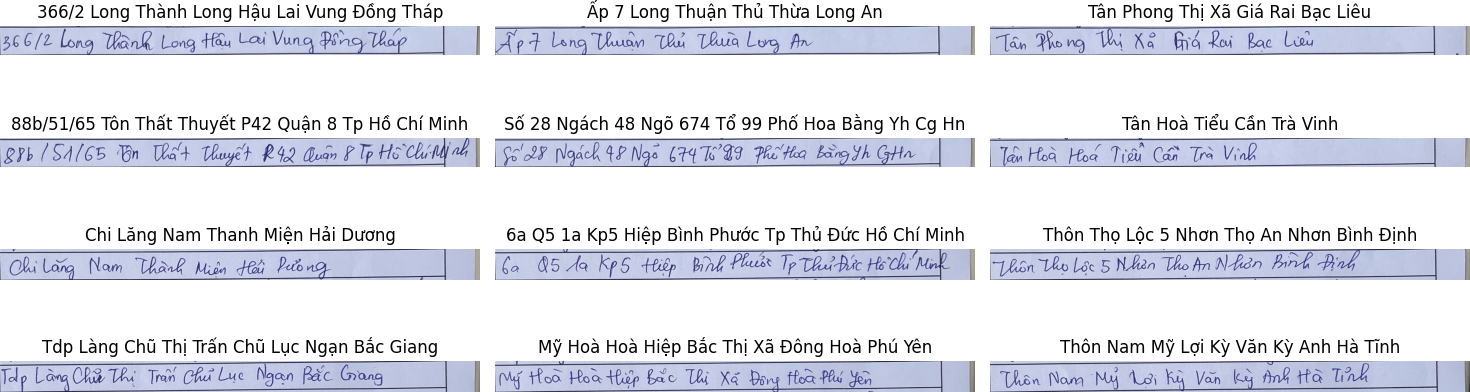 366/2 Long Thành Long Hậu Lai Vung Đồng Tháp
Ấp 7 Long Thuận Thủ Thừa Long An
Tân Phong Thị Xã Giá Rai Bạc Liêu
366/2 Long Thành Long Hậu Lai Vung Đồng Tháp
Ấp 7 Long Thuận Thủ Thừa Long An
Tân Phong Thị Xã Giá Rai Bạc Liêu
88b/51/65 Tôn Thất Thuyết P42 Quận 8 Tp Hồ Chí Minh
Số 28 Ngách 48 Ngõ 674 Tổ 99 Phố Hoa Bằng Yh Cg Hn
Tân Hoà Tiểu Cần Trà Vinh
88b/51/65 Tôn Thất Thuyết P42 Quận 8 Tp Hồ Chí Minh
Số 28 Ngách 48 Ngõ 674 Tổ 99 Phố Hoa Bằng Yh Cg Hn
Tân Hoà Hoá Tiểu Cần Trà Vinh
Chi Lăng Nam Thanh Miện Hải Dương
6a Q5 1a Kp5 Hiệp Bình Phước Tp Thủ Đức Hồ Chí Minh
Thôn Thọ Lộc 5 Nhơn Thọ An Nhơn Bình Định
Chi Lăng Nam Thành Miện Hải Dương
6a Q5 1a Kp5 Hiệp Bình Phước Tp Thủ Đức Hồ Chí Minh
Thôn Thọ Lộc 5 Nhơn Thọ An Nhơn Bình Định
Tdp Làng Chũ Thị Trấn Chũ Lục Ngạn Bắc Giang
Mỹ Hoà Hoà Hiệp Bắc Thị Xã Đông Hoà Phú Yên
Thôn Nam Mỹ Lợi Kỳ Văn Kỳ Anh Hà Tĩnh
Tdp Làng Chũ Thị Trấn Chũ Lục Ngạn Bắc Giang
Mỹ Hoà Hoà Hiệp Bắc Thị Xã Đông Hoà Phú Yên
Thôn Nam Mỹ Lợi Kỳ Văn Kỳ Anh Hà Tĩnh